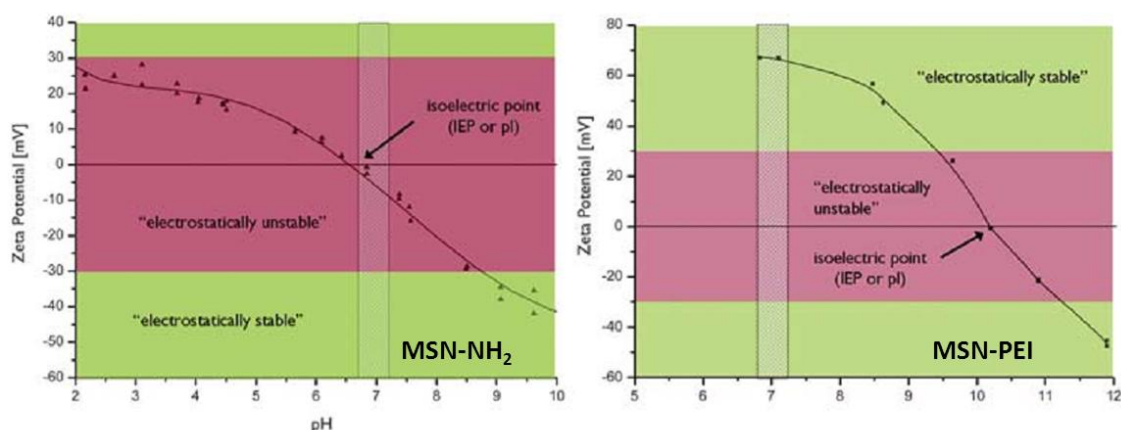 40
30
20
10
0
-10
-20
-30
-40
-50
-60
Zeta Potential [mV]
isoelectric point
(IEP or pI)
"electrostatically unstable"
"electrostatically stable"
MSN-NH₂
2 3 4 5 6 7 8 9 10
pH
80
60
40
20
0
-20
-40
-60
Zeta Potential [mV]
"electrostatically stable"
"electrostatically
unstable"
isoelectric point
(IEP or pI)
MSN-PEI
5 6 7 8 9 10 11 12